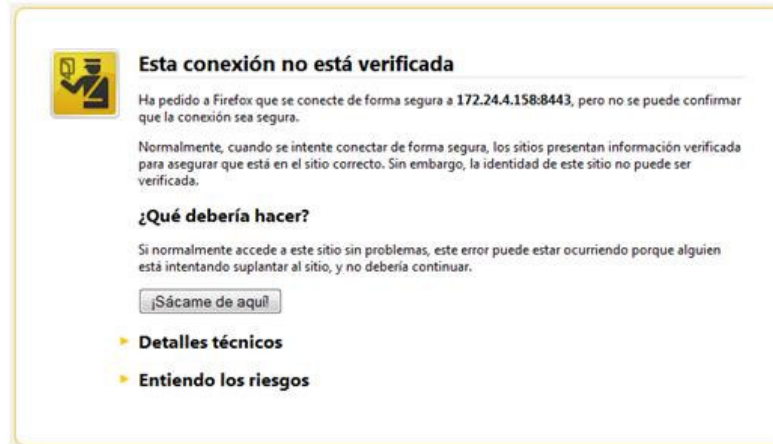 Esta conexión no está verificada
Ha pedido a Firefox que se conecte de forma segura a 172.24.4.158:8443, pero no se puede confirmar
que la conexión sea segura.
Normalmente, cuando se intente conectar de forma segura, los sitios presentan información verificada
para asegurar que está en el sitio correcto. Sin embargo, la identidad de este sitio no puede ser
verificada.
¿Qué debería hacer?
Si normalmente accede a este sitio sin problemas, este error puede estar ocurriendo porque alguien
está intentando suplantar al sitio, y no debería continuar.
¡Sácame de aquí!
Detalles técnicos
Entiendo los riesgos